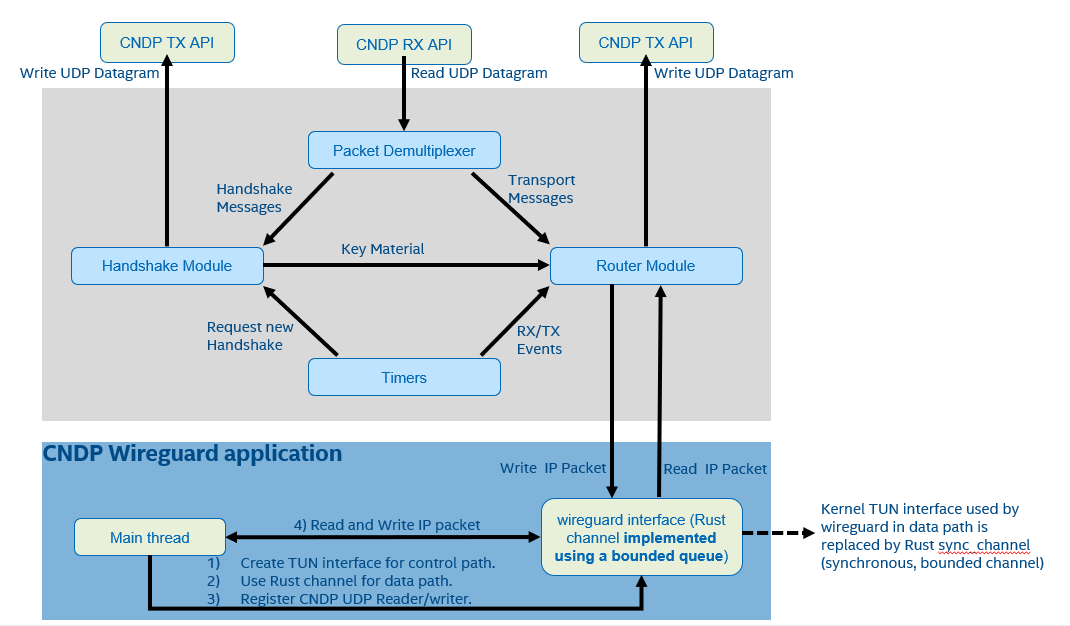 CNDP TX API
CNDP RX API
CNDP TX API
Write UDP Datagram
Read UDP Datagram
Write UDP Datagram
Packet Demultiplexer
Handshake
Messages
Transport
Messages
Key Material
Handshake Module
Router Module
Request new
Handshake
RX/TX
Events
Timers
CNDP Wireguard application
Write IP Packet
Read IP Packet
Main thread
4) Read and Write IP packet
wireguard interface (Rust
channel implemented
using a bounded queue)
Kernel TUN interface used by
wireguard in data path is
replaced by Rust sync_channel
(synchronous, bounded channel)
1) Create TUN interface for control path.
2) Use Rust channel for data path.
3) Register CNDP UDP Reader/writer.